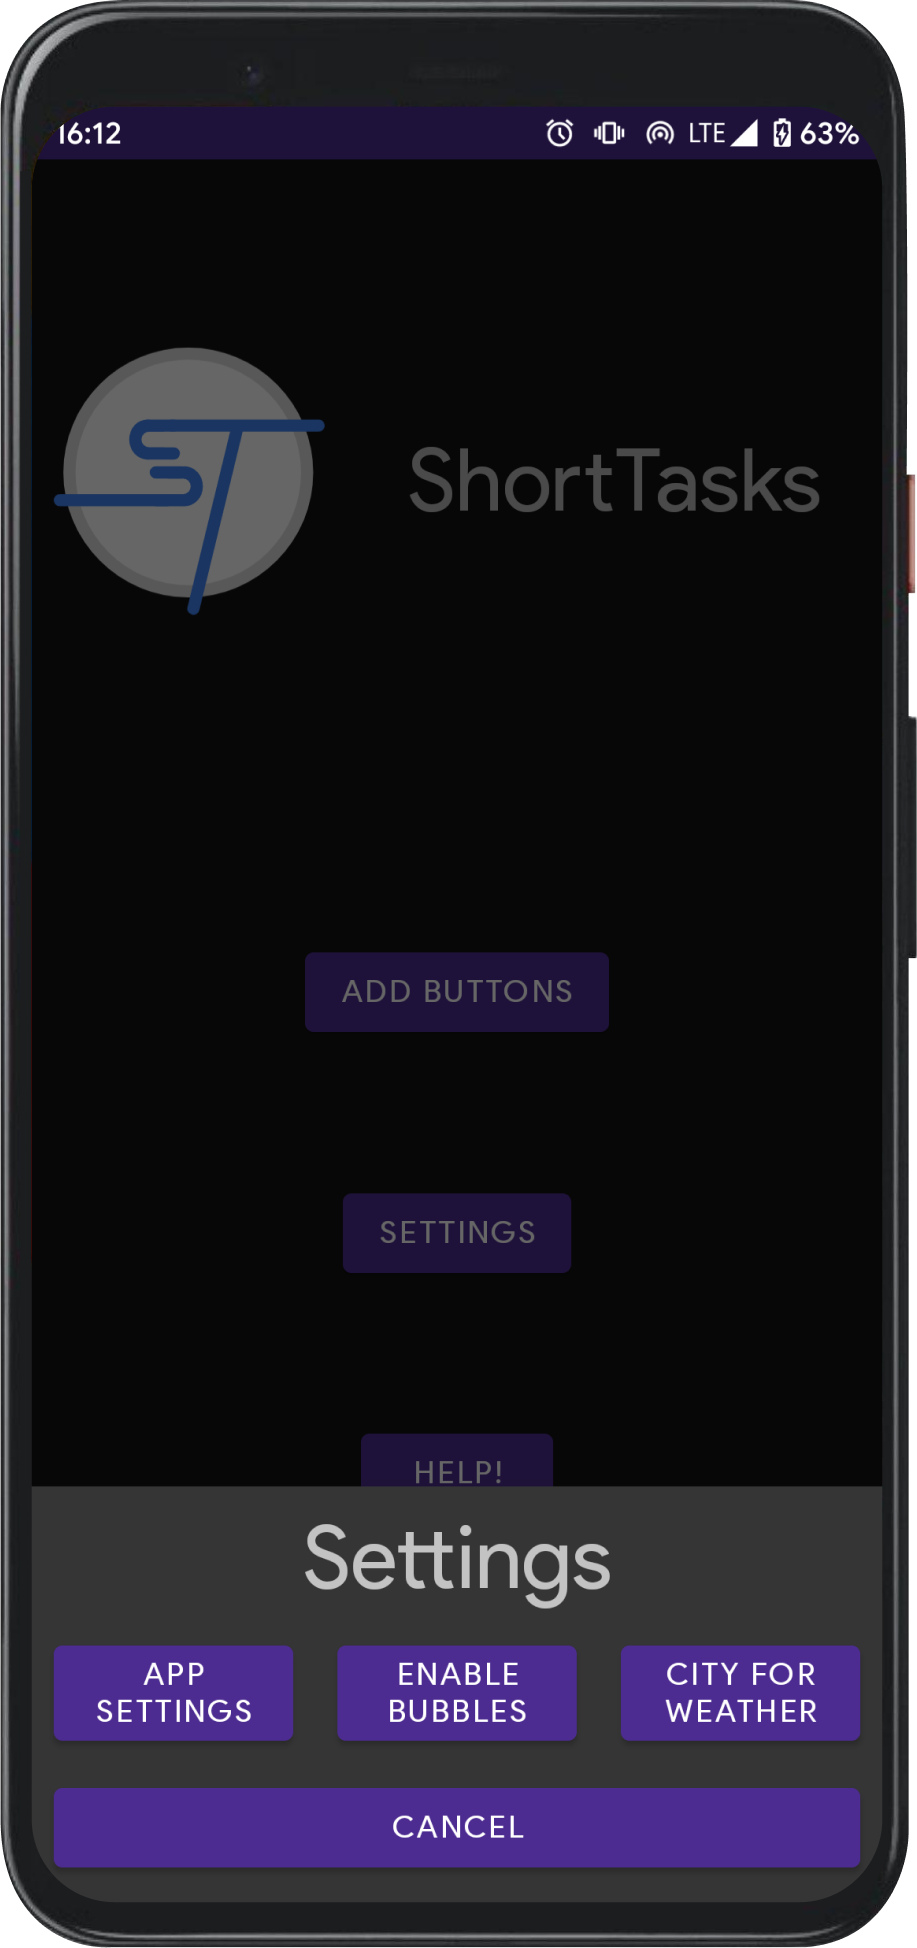 16:12 LTE 63%
ST
ShortTasks
ADD BUTTONS
SETTINGS
HELP!
Settings
APP
SETTINGS
ENABLE
BUBBLES
CITY FOR
WEATHER
CANCEL